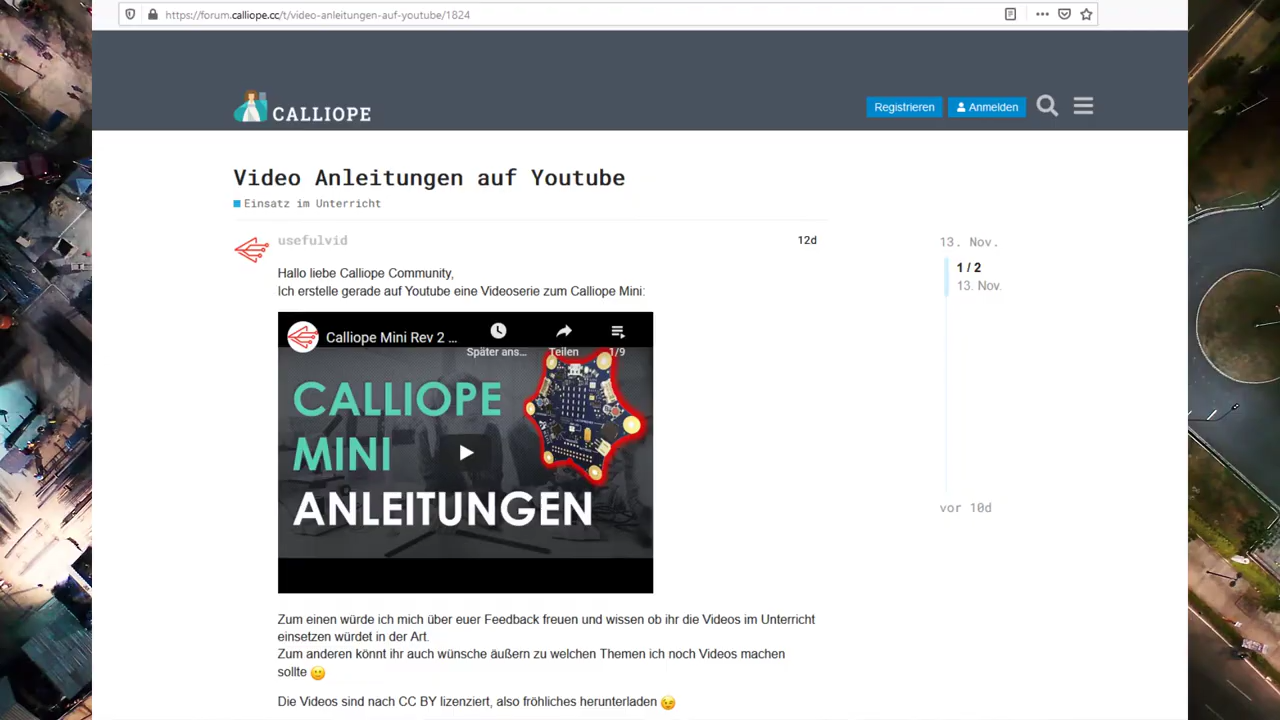 https://forum.calliope.cc/t/video-anleitungen-auf-youtube/1824
CALLIOPE
Registrieren
Anmelden
Video Anleitungen auf Youtube
Einsatz im Unterricht
usefulvid
12d
13. Nov.
1 / 2
13. Nov.
Hallo liebe Calliope Community,
Ich erstelle gerade auf Youtube eine Videoserie zum Calliope Mini:
Calliope Mini Rev 2 ...
Später ans...
Teilen
1/9
CALLIOPE
MINI
ANLEITUNGEN
vor 10d
Zum einen würde ich mich über euer Feedback freuen und wissen ob ihr die Videos im Unterricht
einsetzen würdet in der Art.
Zum anderen könnt ihr auch wünsche äußern zu welchen Themen ich noch Videos machen
sollte 🙂
Die Videos sind nach CC BY lizenziert, also fröhliches herunterladen 😉